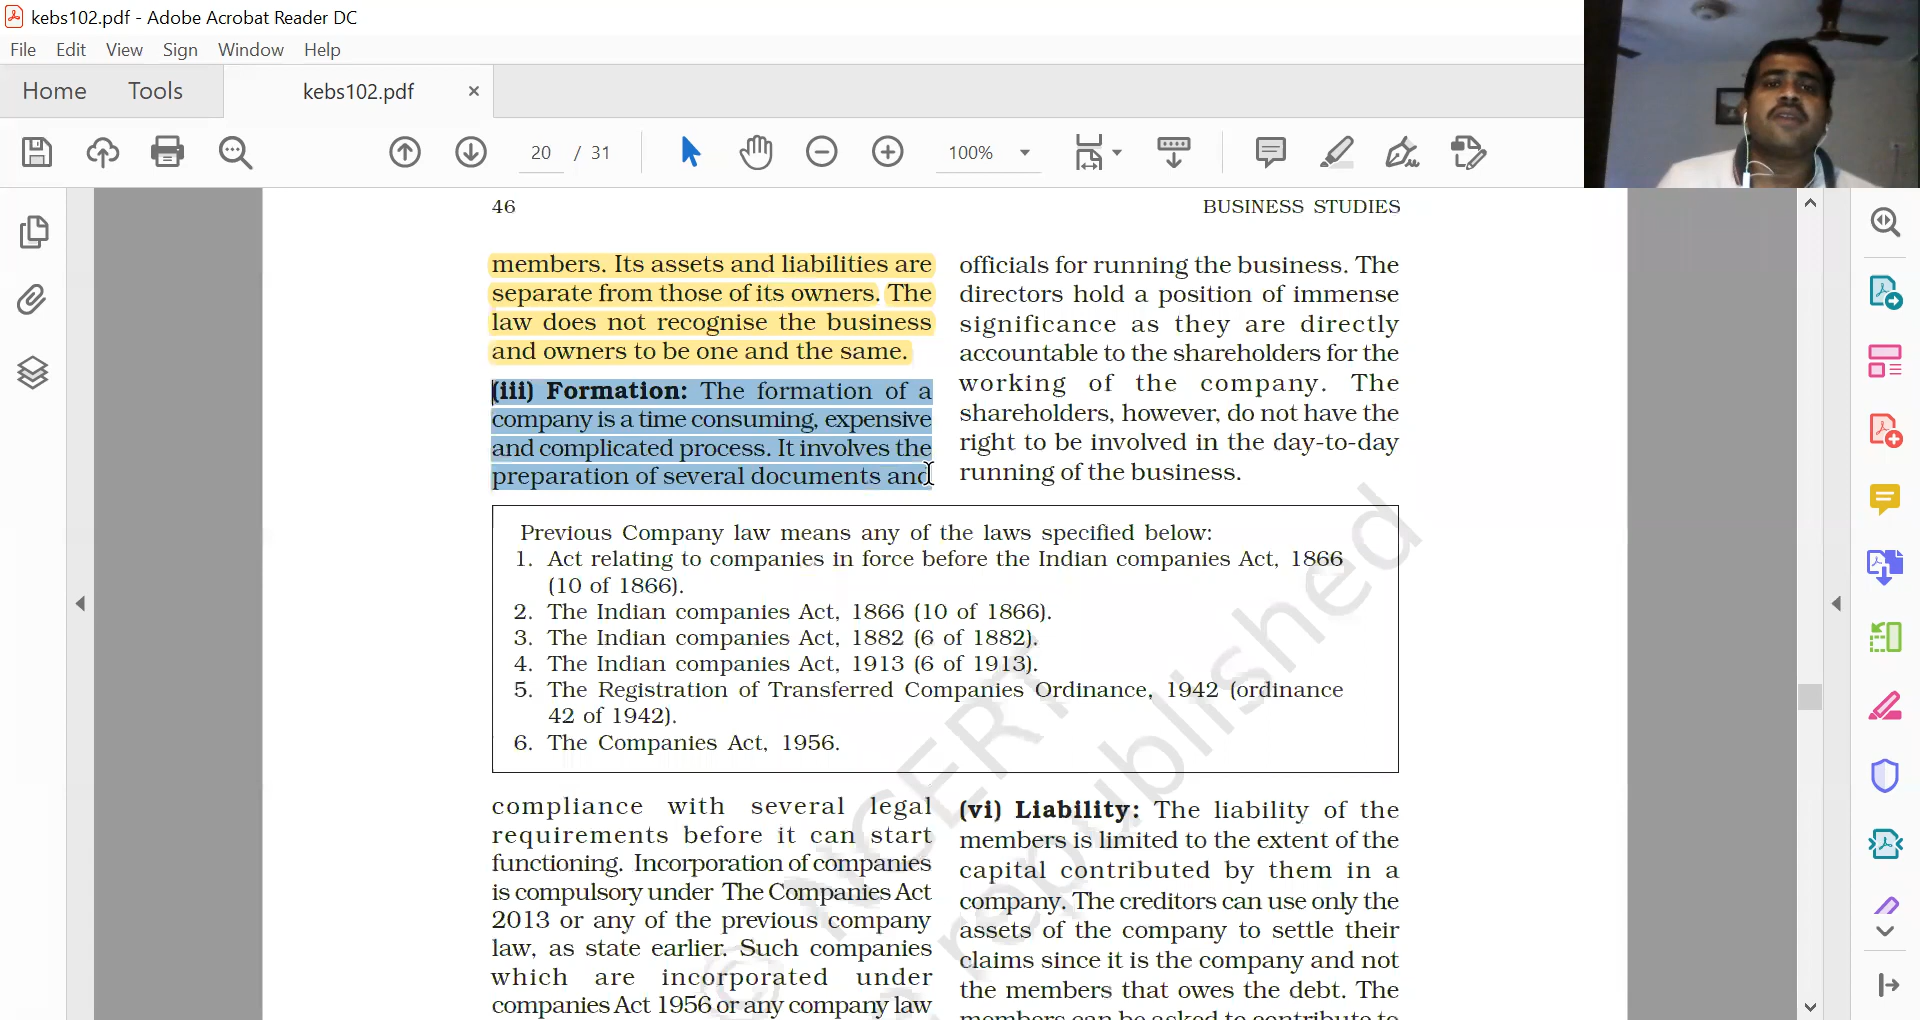 kebs102.pdf - Adobe Acrobat Reader DC
File Edit View Sign Window Help
Home Tools kebs102.pdf ×
20 / 31 100%
46 BUSINESS STUDIES
members. Its assets and liabilities are
separate from those of its owners. The
law does not recognise the business
and owners to be one and the same.
(iii) Formation: The formation of a
company is a time consuming, expensive
and complicated process. It involves the
preparation of several documents and
officials for running the business. The
directors hold a position of immense
significance as they are directly
accountable to the shareholders for the
working of the company. The
shareholders, however, do not have the
right to be involved in the day-to-day
running of the business.
Previous Company law means any of the laws specified below:
1. Act relating to companies in force before the Indian companies Act, 1866
(10 of 1866).
2. The Indian companies Act, 1866 (10 of 1866).
3. The Indian companies Act, 1882 (6 of 1882).
4. The Indian companies Act, 1913 (6 of 1913).
5. The Registration of Transferred Companies Ordinance, 1942 (ordinance
42 of 1942).
6. The Companies Act, 1956.
compliance with several legal
requirements before it can start
functioning. Incorporation of companies
is compulsory under The Companies Act
2013 or any of the previous company
law, as state earlier. Such companies
which are incorporated under
companies Act 1956 or any company law
(vi) Liability: The liability of the
members is limited to the extent of the
capital contributed by them in a
company. The creditors can use only the
assets of the company to settle their
claims since it is the company and not
the members that owes the debt. The
members can be asked to contribute to
© NCERT
republished